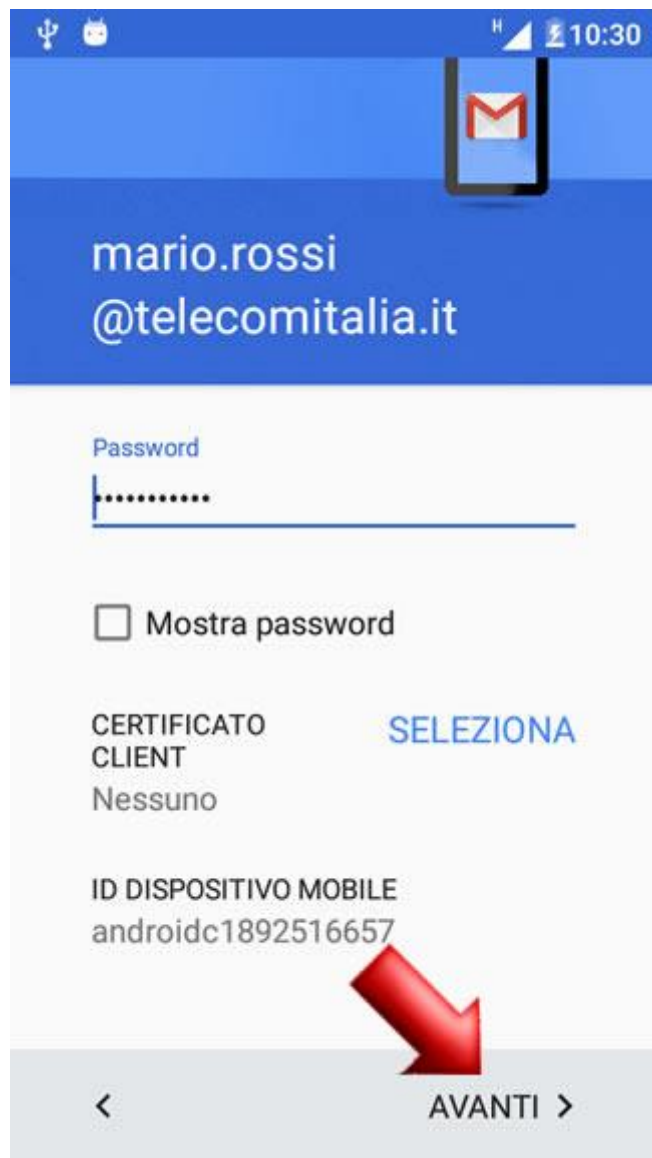 H 10:30
mario.rossi
@telecomitalia.it
Password
•••••••••••
Mostra password
CERTIFICATO
CLIENT
SELEZIONA
Nessuno
ID DISPOSITIVO MOBILE
androidc1892516657
AVANTI